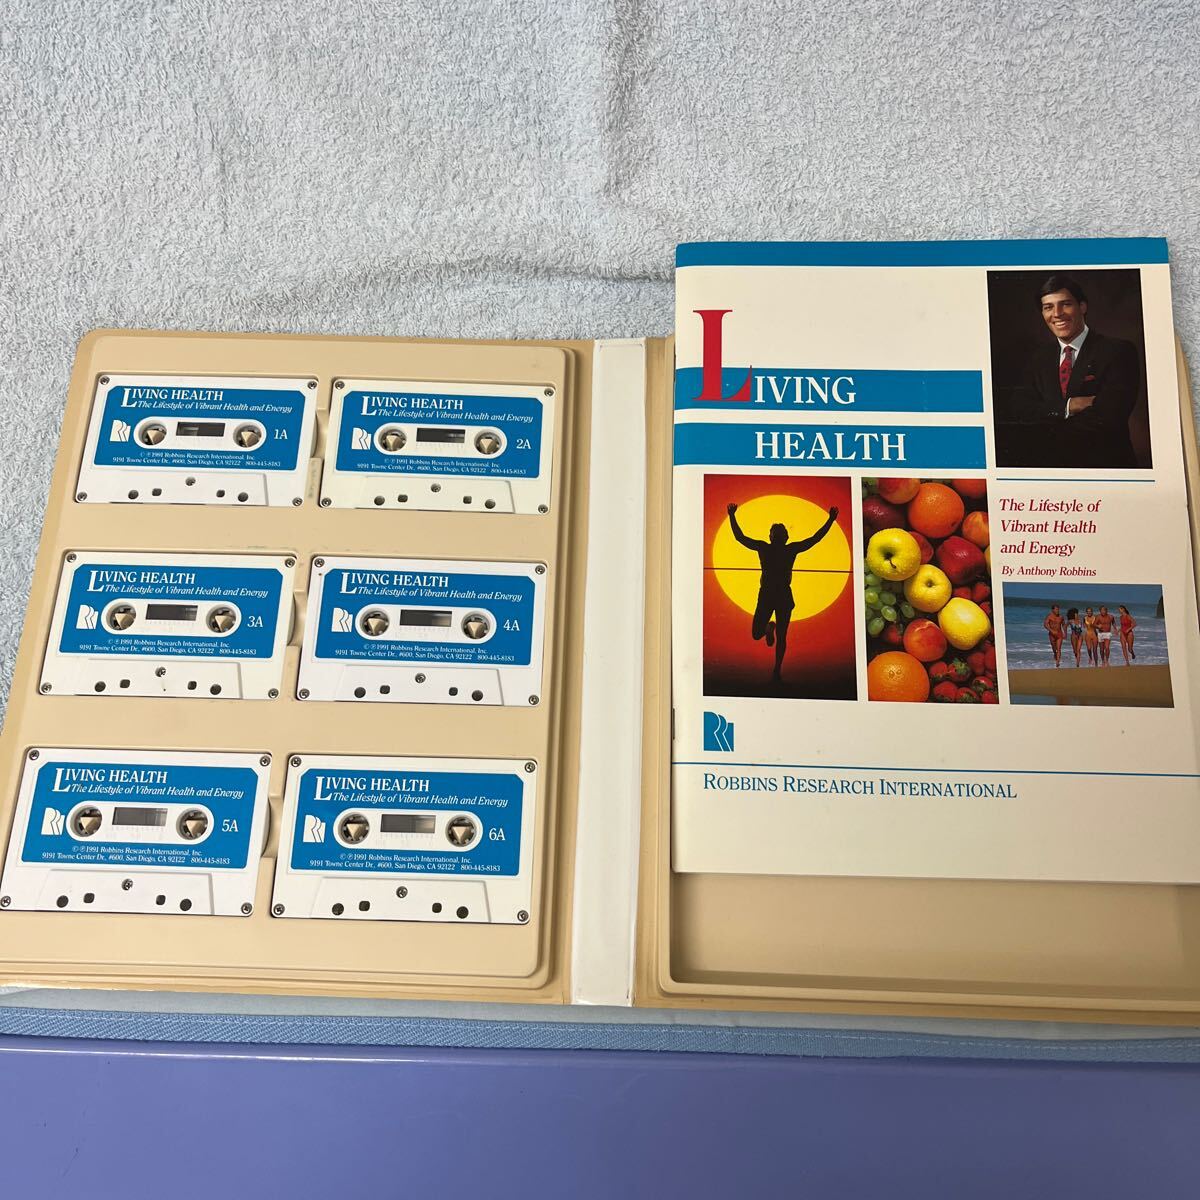 LIVING HEALTH
The Lifestyle of Vibrant Health and Energy
1A
© ℗ 1991 Robbins Research International, Inc.
9191 Towne Center Dr., #600, San Diego, CA 92122 800-445-8183
LIVING HEALTH
The Lifestyle of Vibrant Health and Energy
2A
© ℗ 1991 Robbins Research International, Inc.
9191 Towne Center Dr., #600, San Diego, CA 92122 800-445-8183
LIVING HEALTH
The Lifestyle of Vibrant Health and Energy
3A
© ℗ 1991 Robbins Research International, Inc.
9191 Towne Center Dr., #600, San Diego, CA 92122 800-445-8183
LIVING HEALTH
The Lifestyle of Vibrant Health and Energy
4A
© ℗ 1991 Robbins Research International, Inc.
9191 Towne Center Dr., #600, San Diego, CA 92122 800-445-8183
LIVING HEALTH
The Lifestyle of Vibrant Health and Energy
5A
© ℗ 1991 Robbins Research International, Inc.
9191 Towne Center Dr., #600, San Diego, CA 92122 800-445-8183
LIVING HEALTH
The Lifestyle of Vibrant Health and Energy
6A
© ℗ 1991 Robbins Research International, Inc.
9191 Towne Center Dr., #600, San Diego, CA 92122 800-445-8183
LIVING
HEALTH
The Lifestyle of
Vibrant Health
and Energy
By Anthony Robbins
ROBBINS RESEARCH INTERNATIONAL